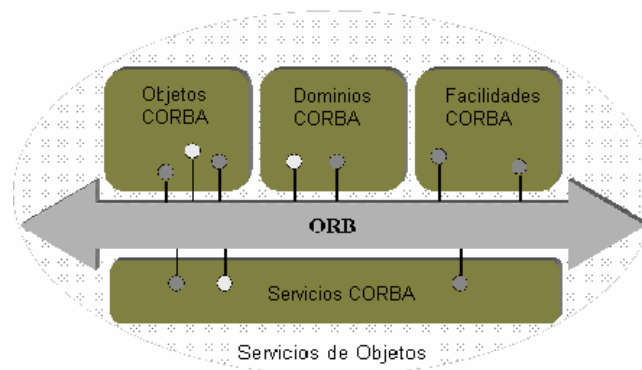 Objetos
CORBA
Dominios
CORBA
Facilidades
CORBA
ORB
Servicios CORBA
Servicios de Objetos